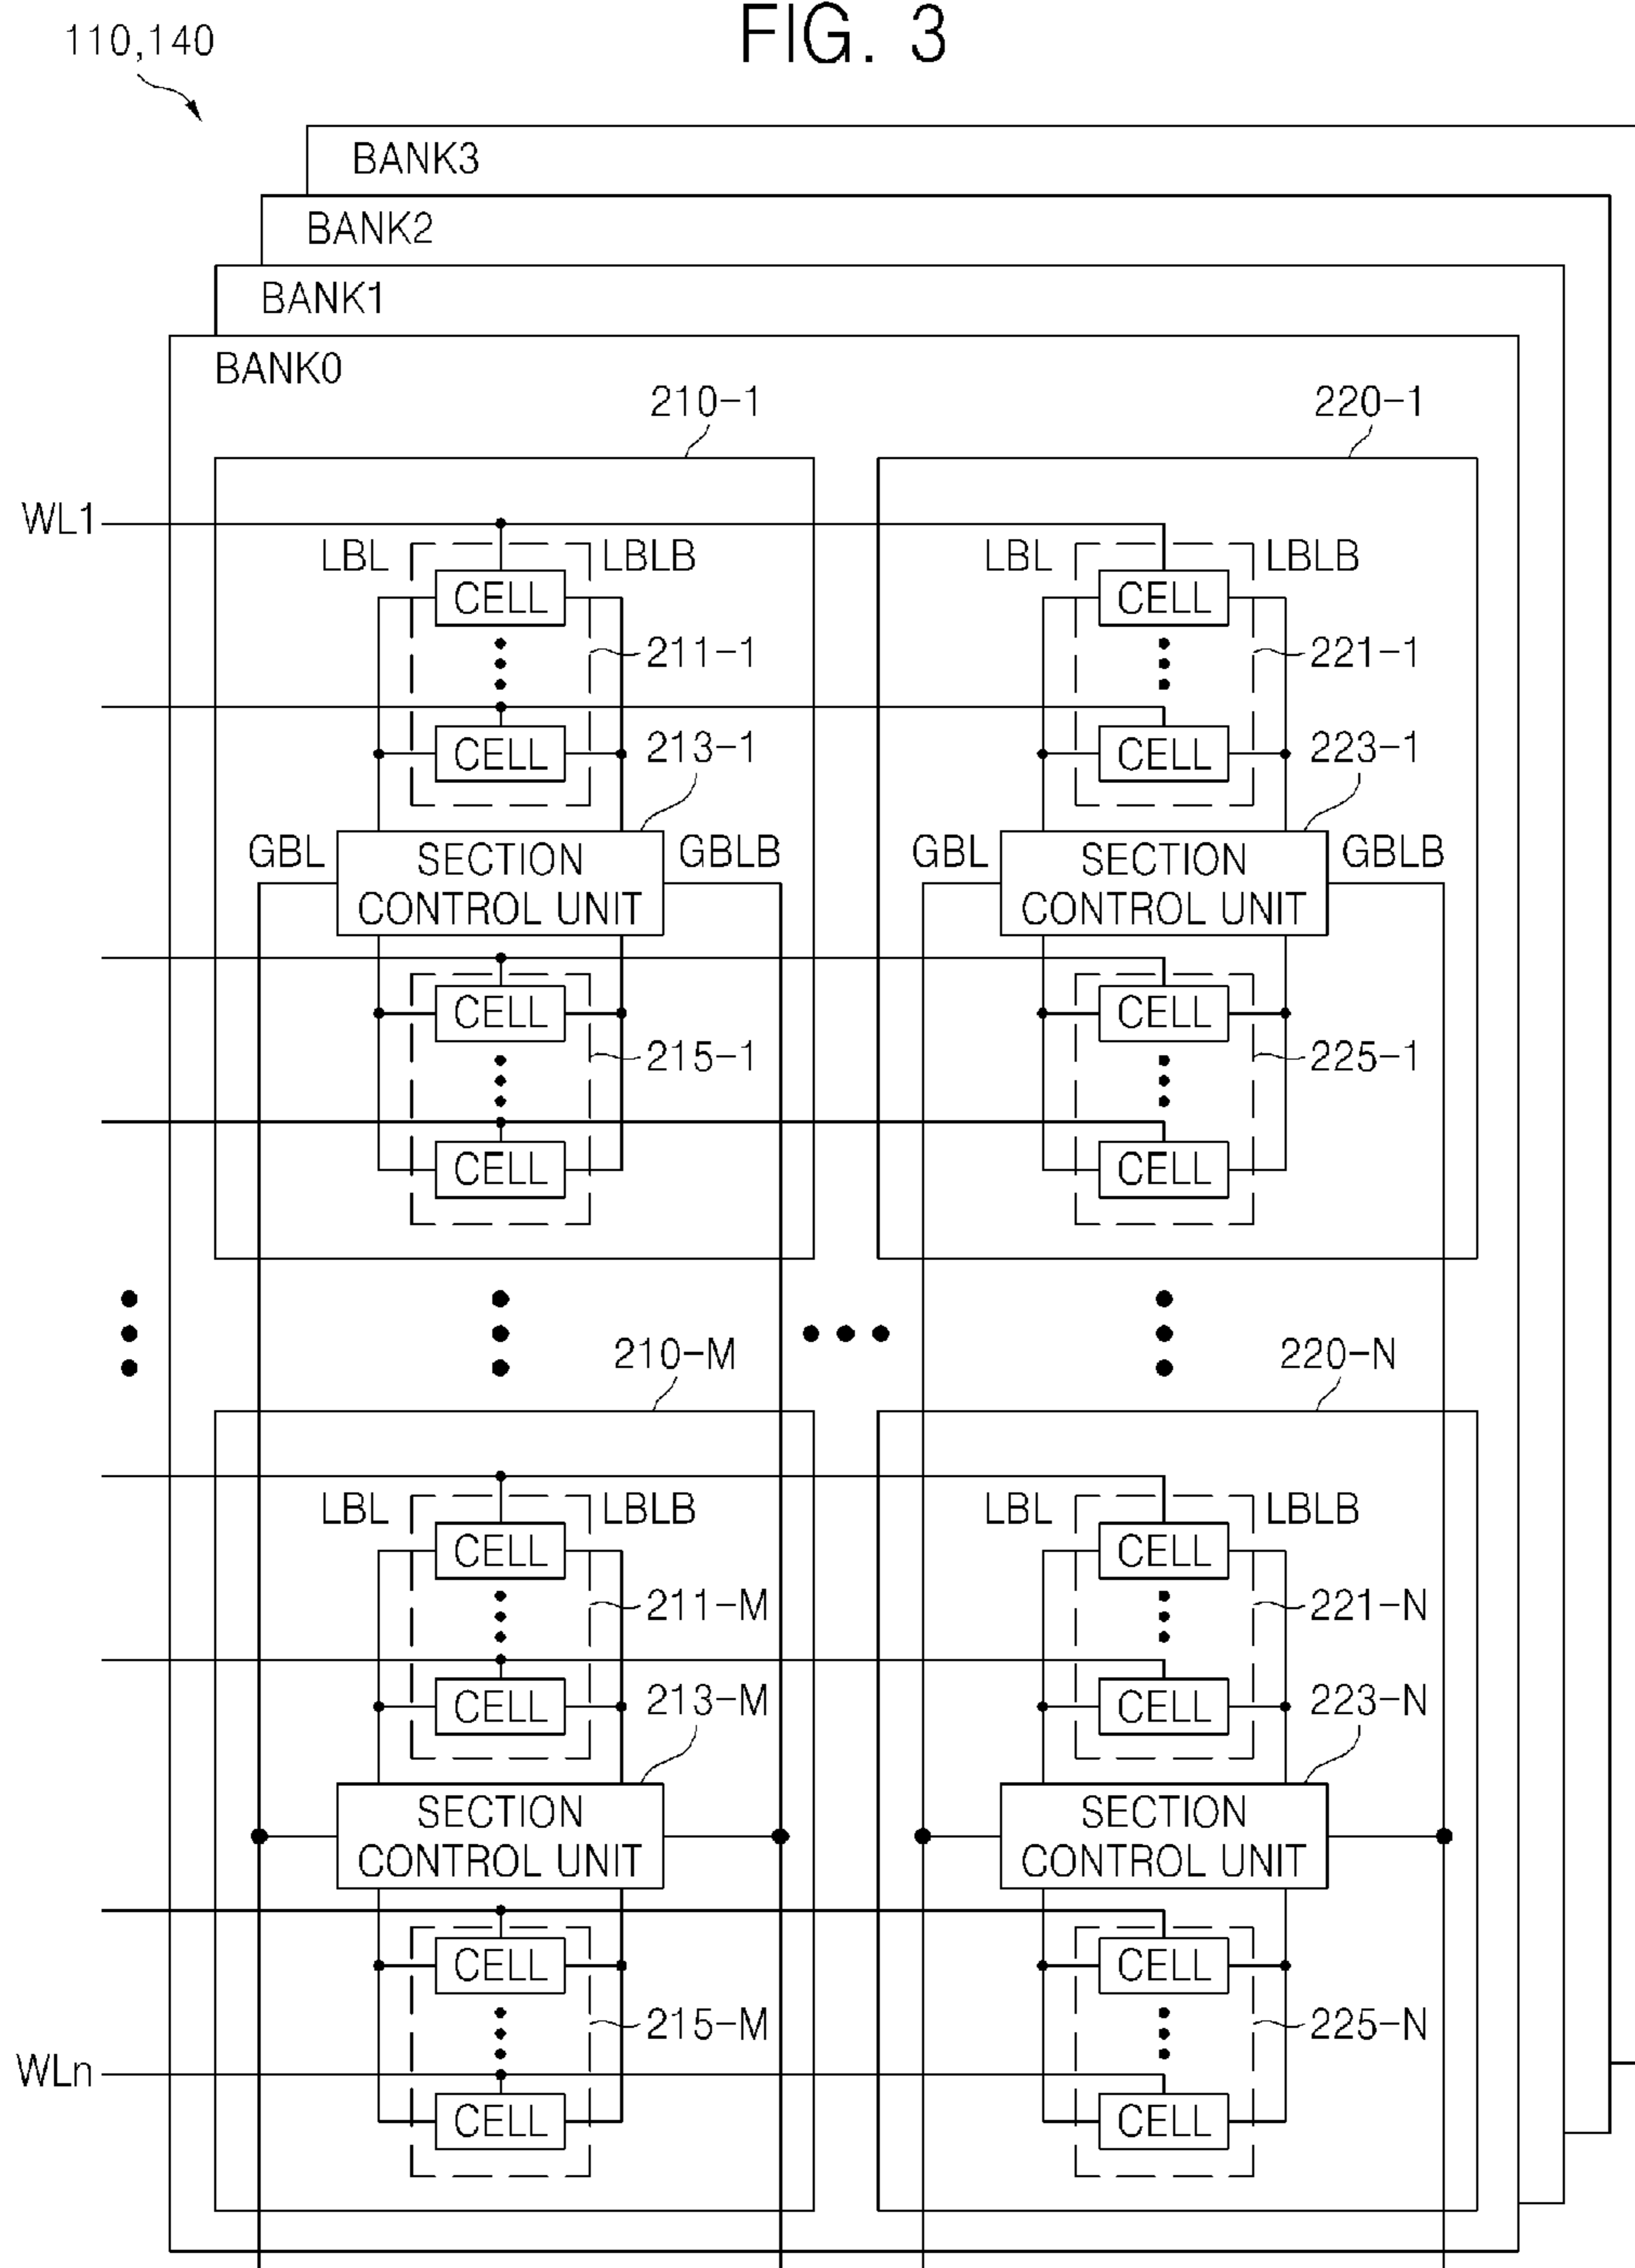 FIG. 3
110,140
BANK3
BANK2
BANK1
BANK0
210-1
220-1
WL1
LBL
LBLB
LBL
LBLB
CELL
CELL
211-1
221-1
CELL
213-1
CELL
223-1
GBL
SECTION
CONTROL UNIT
GBLB
GBL
SECTION
CONTROL UNIT
GBLB
CELL
CELL
215-1
225-1
CELL
CELL
210-M
220-N
LBL
LBLB
LBL
LBLB
CELL
CELL
211-M
221-N
CELL
213-M
CELL
223-N
SECTION
CONTROL UNIT
SECTION
CONTROL UNIT
CELL
CELL
215-M
225-N
WLn
CELL
CELL